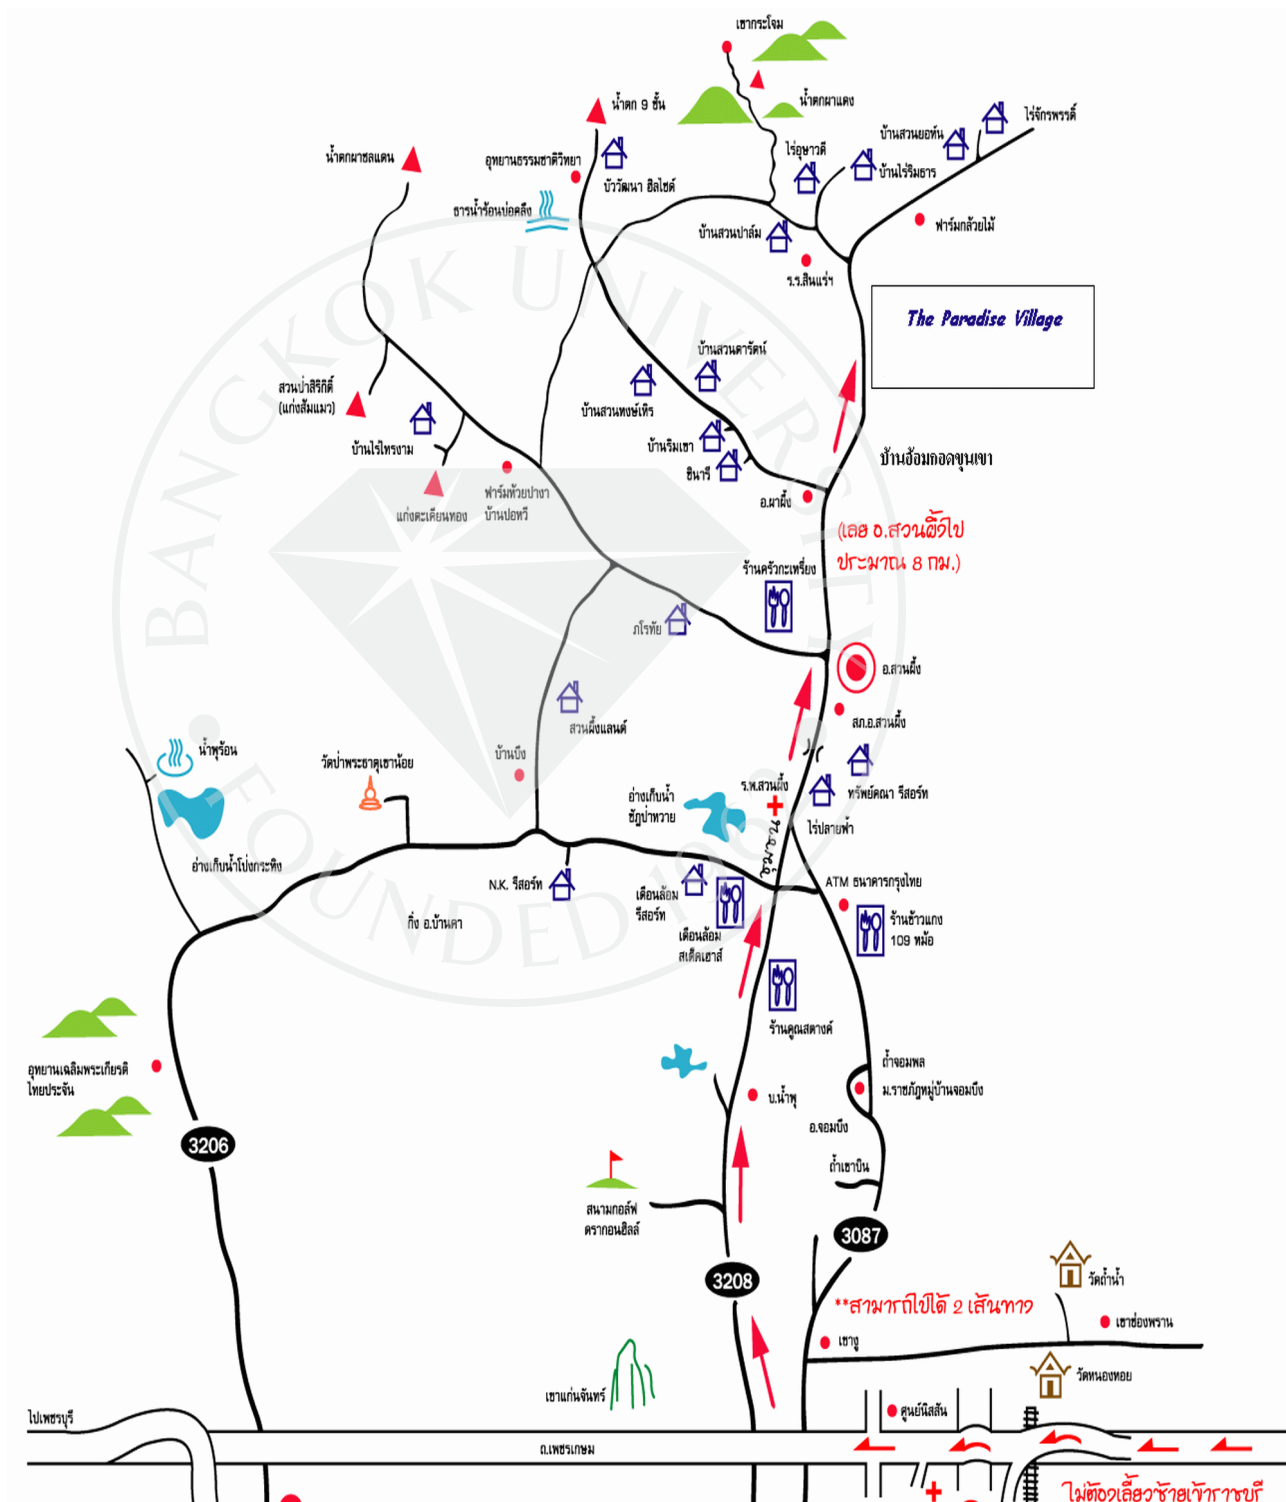 เขากระโจม
น้ำตก 9 ชั้น
น้ำตกผาแดง
ไร่จักรพรรดิ์
บ้านสวนยอทัน
น้ำตกผาชลแดน
อุทยานธรรมชาติวิทยา
ไร่อุษาวดี
บ้านไร่ริมธาร
บัววัฒนา ฮิลไซด์
ธารน้ำร้อนบ่อคลึง
บ้านสวนปาล์ม
ฟาร์มกล้วยไม้
ร.ร.สินแร่ฯ
The Paradise Village
บ้านสวนดารัตน์
สวนป่าสิริกิติ์
(แก่งส้มแมว)
บ้านสวนหงษ์เหิร
บ้านไร่ไทรงาม
บ้านริมเขา
บ้านอ้อมกอดขุนเขา
ชินารี
ฟาร์มห้วยปางา
บ้านบ่อหวี
แก่งตะเคียนทอง
อ.ผาผึ้ง
(เลย อ.สวนผึ้งไป
ประมาณ 8 กม.)
ร้านครัวกะเหรี่ยง
ภโรทัย
อ.สวนผึ้ง
สภ.อ.สวนผึ้ง
สวนผึ้งแลนด์
น้ำพุร้อน
บ้านบึง
วัดป่าพระธาตุเขาน้อย
ร.พ.สวนผึ้ง
ทรัพย์คณา รีสอร์ท
อ่างเก็บน้ำ
ชัฏป่าหวาย
ไร่ปลายฟ้า
ชุมชน
อ่างเก็บน้ำโป่งกระทิง
N.K. รีสอร์ท
ATM ธนาคารกรุงไทย
เดือนล้อม
รีสอร์ท
ร้านข้าวแกง
109 หม้อ
กิ่ง อ.บ้านคา
เดือนล้อม
สเต็คเฮาส์
ร้านคูณสตางค์
อุทยานเฉลิมพระเกียรติ
ไทยประจัน
ถ้ำจอมพล
ม.ราชภัฏหมู่บ้านจอมบึง
บ.น้ำพุ
อ.จอมบึง
3206
ถ้ำเขาบิน
สนามกอล์ฟ
ดรากอนฮิลล์
3087
3208
วัดถ้ำน้ำ
**สามารถไปได้ 2 เส้นทาง
เขาช่องพราน
เขางู
วัดหนองหอย
เขาแก่นจันทร์
ศูนย์นิสสัน
ไปเพชรบุรี
ถ.เพชรเกษม
ไม่ต้องเลี้ยวซ้ายเข้าราชบุรี
BANGKOK UNIVERSITY
FOUNDED 1962